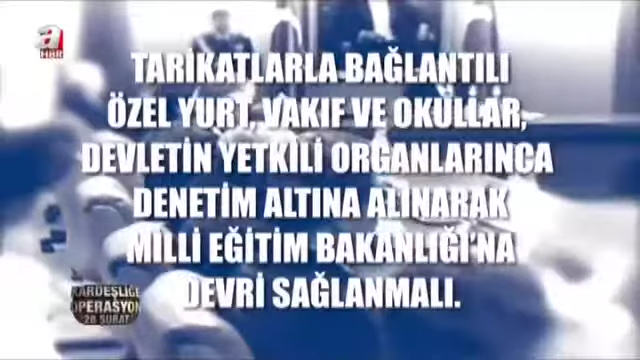 a
HBR
TARİKATLARLA BAĞLANTILI
ÖZEL YURT, VAKIF VE OKULLAR,
DEVLETİN YETKİLİ ORGANLARINCA
DENETİM ALTINA ALINARAK
MİLLİ EĞİTİM BAKANLIĞI'NA
DEVRİ SAĞLANMALI.
KARDEŞLİĞE
OPERASYON
28 ŞUBAT